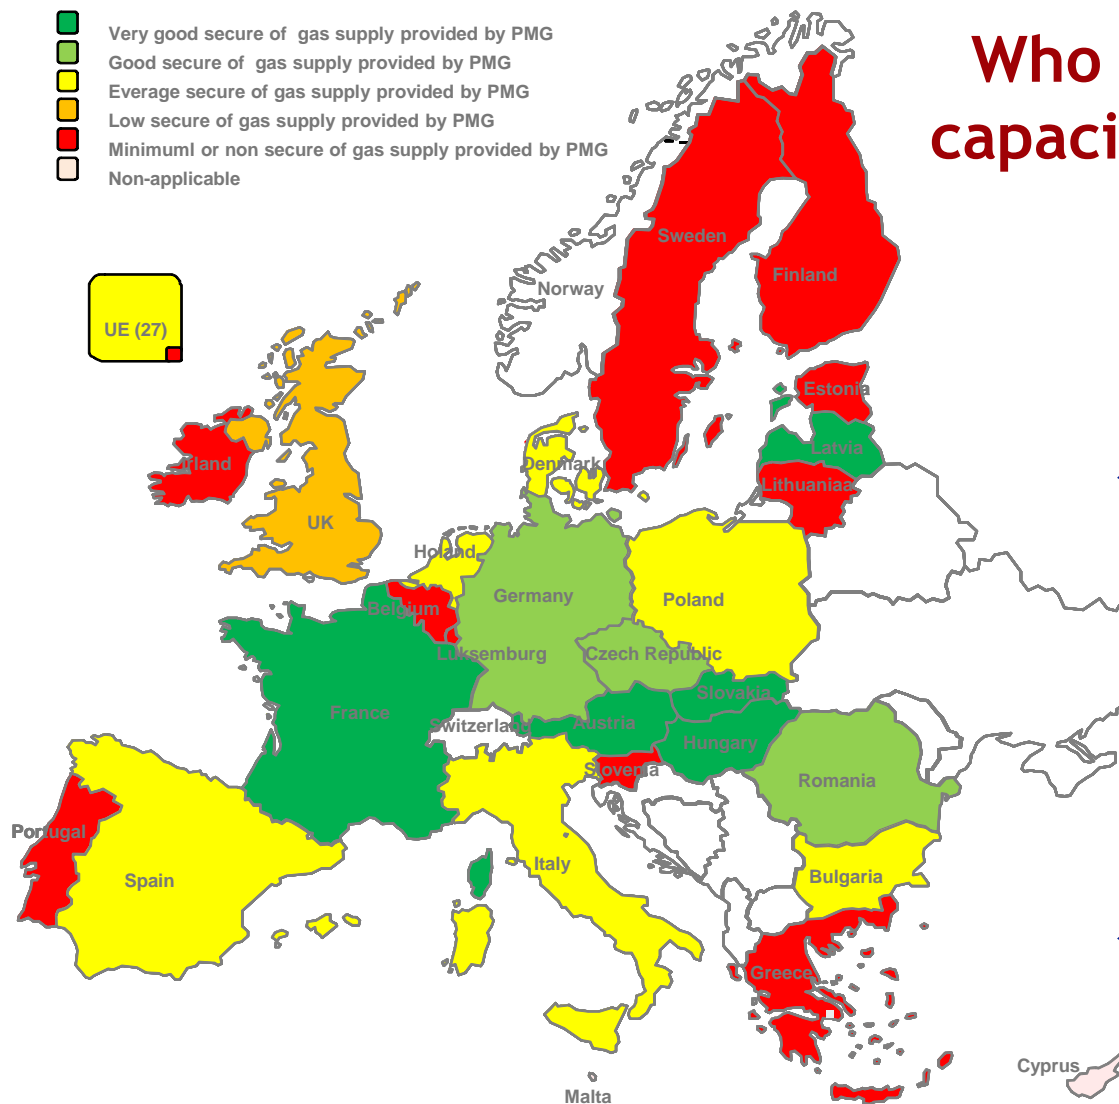 Very good secure of gas supply provided by PMG
Good secure of gas supply provided by PMG
Everage secure of gas supply provided by PMG
Low secure of gas supply provided by PMG
Minimuml or non secure of gas supply provided by PMG
Non-applicable
Who
capaci
UE (27)
Sweden
Finland
Norway
Estonia
Latvia
Lithuaniaa
Irland
Denmark
UK
Holand
Germany
Poland
Belgium
Luksemburg
Czech Republic
Slovakia
France
Switzerland
Austria
Hungary
Slovenia
Romania
Portugal
Spain
Italy
Bulgaria
Greece
Cyprus
Malta